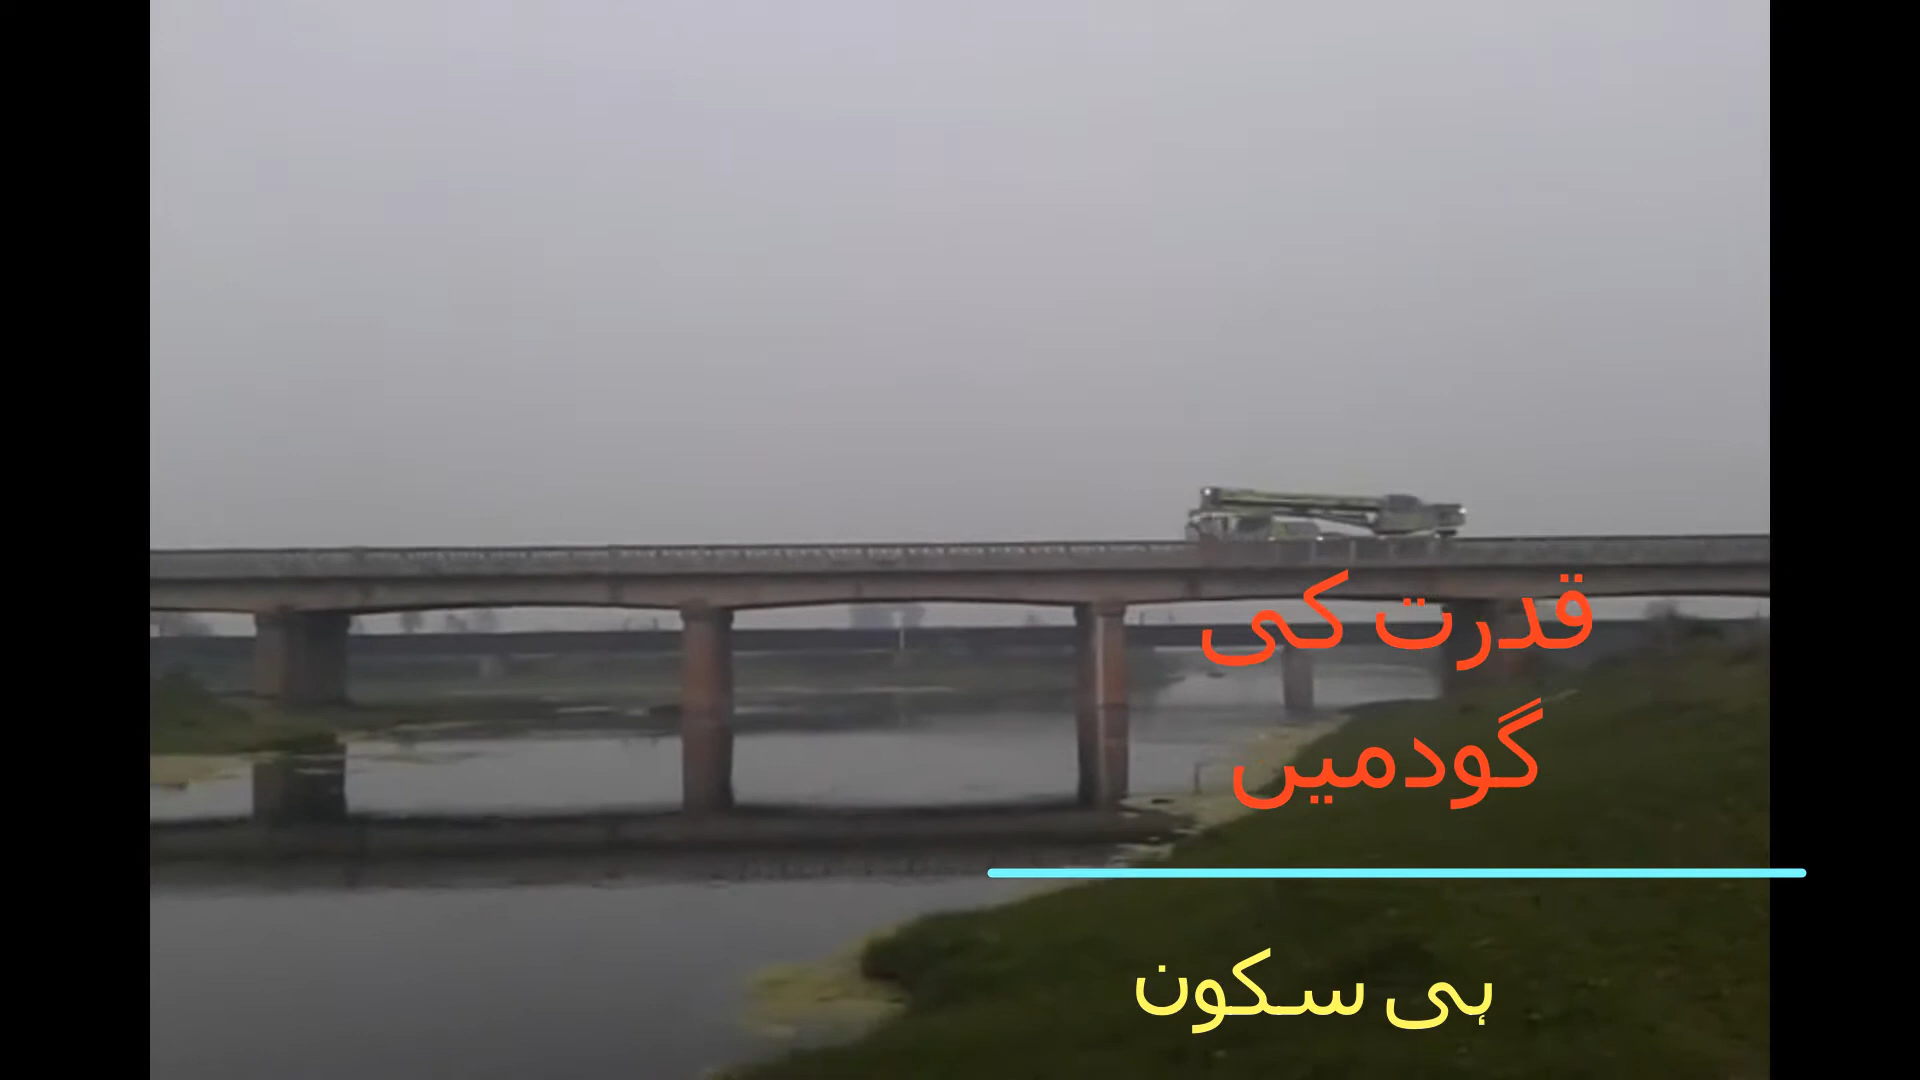 قدرت کی
گودمیں
ہی سکون